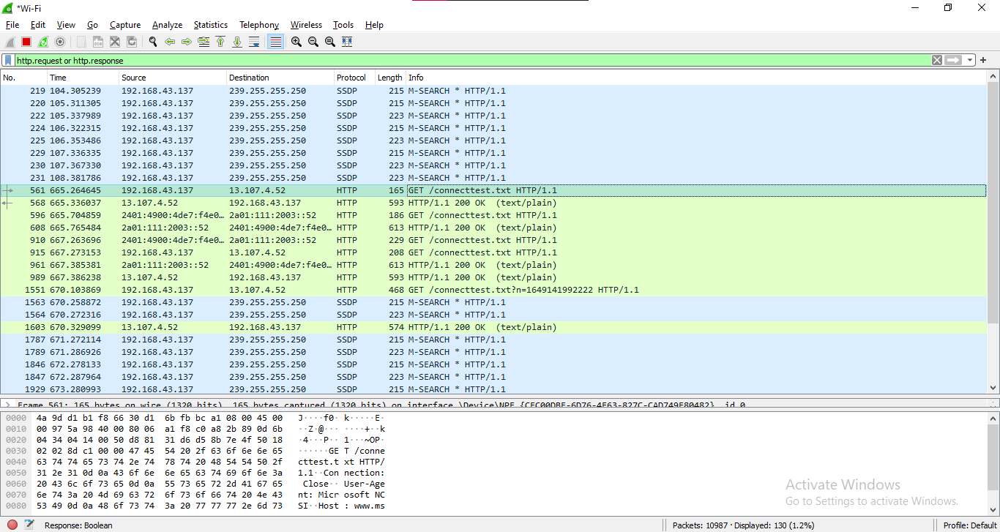 *Wi-Fi
File Edit View Go Capture Analyze Statistics Telephony Wireless Tools Help
http.request or http.response
No. Time Source Destination Protocol Length Info
219 104.305239 192.168.43.137 239.255.255.250 SSDP 215 M-SEARCH * HTTP/1.1
220 105.311305 192.168.43.137 239.255.255.250 SSDP 215 M-SEARCH * HTTP/1.1
222 105.337989 192.168.43.137 239.255.255.250 SSDP 223 M-SEARCH * HTTP/1.1
224 106.322315 192.168.43.137 239.255.255.250 SSDP 215 M-SEARCH * HTTP/1.1
225 106.353486 192.168.43.137 239.255.255.250 SSDP 223 M-SEARCH * HTTP/1.1
229 107.336335 192.168.43.137 239.255.255.250 SSDP 215 M-SEARCH * HTTP/1.1
230 107.367330 192.168.43.137 239.255.255.250 SSDP 223 M-SEARCH * HTTP/1.1
231 108.381786 192.168.43.137 239.255.255.250 SSDP 223 M-SEARCH * HTTP/1.1
561 665.264645 192.168.43.137 13.107.4.52 HTTP 165 GET /connecttest.txt HTTP/1.1
568 665.336037 13.107.4.52 192.168.43.137 HTTP 593 HTTP/1.1 200 OK (text/plain)
596 665.704859 2401:4900:4de7:f4e0… 2a01:111:2003::52 HTTP 186 GET /connecttest.txt HTTP/1.1
608 665.765484 2a01:111:2003::52 2401:4900:4de7:f4e0… HTTP 613 HTTP/1.1 200 OK (text/plain)
910 667.263696 2401:4900:4de7:f4e0… 2a01:111:2003::52 HTTP 229 GET /connecttest.txt HTTP/1.1
915 667.273153 192.168.43.137 13.107.4.52 HTTP 208 GET /connecttest.txt HTTP/1.1
961 667.385381 2a01:111:2003::52 2401:4900:4de7:f4e0… HTTP 613 HTTP/1.1 200 OK (text/plain)
989 667.386238 13.107.4.52 192.168.43.137 HTTP 593 HTTP/1.1 200 OK (text/plain)
1551 670.103869 192.168.43.137 13.107.4.52 HTTP 468 GET /connecttest.txt?n=1649141992222 HTTP/1.1
1563 670.258872 192.168.43.137 239.255.255.250 SSDP 215 M-SEARCH * HTTP/1.1
1564 670.272316 192.168.43.137 239.255.255.250 SSDP 223 M-SEARCH * HTTP/1.1
1603 670.329099 13.107.4.52 192.168.43.137 HTTP 574 HTTP/1.1 200 OK (text/plain)
1787 671.272114 192.168.43.137 239.255.255.250 SSDP 215 M-SEARCH * HTTP/1.1
1789 671.286926 192.168.43.137 239.255.255.250 SSDP 223 M-SEARCH * HTTP/1.1
1846 672.278133 192.168.43.137 239.255.255.250 SSDP 215 M-SEARCH * HTTP/1.1
1847 672.287964 192.168.43.137 239.255.255.250 SSDP 223 M-SEARCH * HTTP/1.1
1929 673.280993 192.168.43.137 239.255.255.250 SSDP 215 M-SEARCH * HTTP/1.1
Frame 561: 165 bytes on wire (1320 bits), 165 bytes captured (1320 bits) on interface \Device\NPF_{CFC00DBF-6D76-4F63-827C-CAD749F80482}, id 0
0000 4a 9d d1 b1 f8 66 30 d1 6b fb bc a1 08 00 45 00 J····f0· k·····E·
0010 00 97 5a 98 40 00 80 06 a1 f8 c0 a8 2b 89 0d 6b ··Z·@··· ····+··k
0020 04 34 04 14 00 50 d8 81 31 d6 d5 8b 7e 4f 50 18 ·4···P·· 1···~OP·
0030 02 02 8d c1 00 00 47 45 54 20 2f 63 6f 6e 6e 65 ······GE T /conne
0040 63 74 74 65 73 74 2e 74 78 74 20 48 54 54 50 2f cttest.t xt HTTP/
0050 31 2e 31 0d 0a 43 6f 6e 6e 65 63 74 69 6f 6e 3a 1.1··Con nection:
0060 20 43 6c 6f 73 65 0d 0a 55 73 65 72 2d 41 67 65 Close·· User-Age
0070 6e 74 3a 20 4d 69 63 72 6f 73 6f 66 74 20 4e 43 nt: Micr osoft NC
0080 53 49 0d 0a 48 6f 73 74 3a 20 77 77 77 2e 6d 73 SI··Host : www.ms
Activate Windows
Go to Settings to activate Windows.
Response: Boolean
Packets: 10987 · Displayed: 130 (1.2%)
Profile: Default